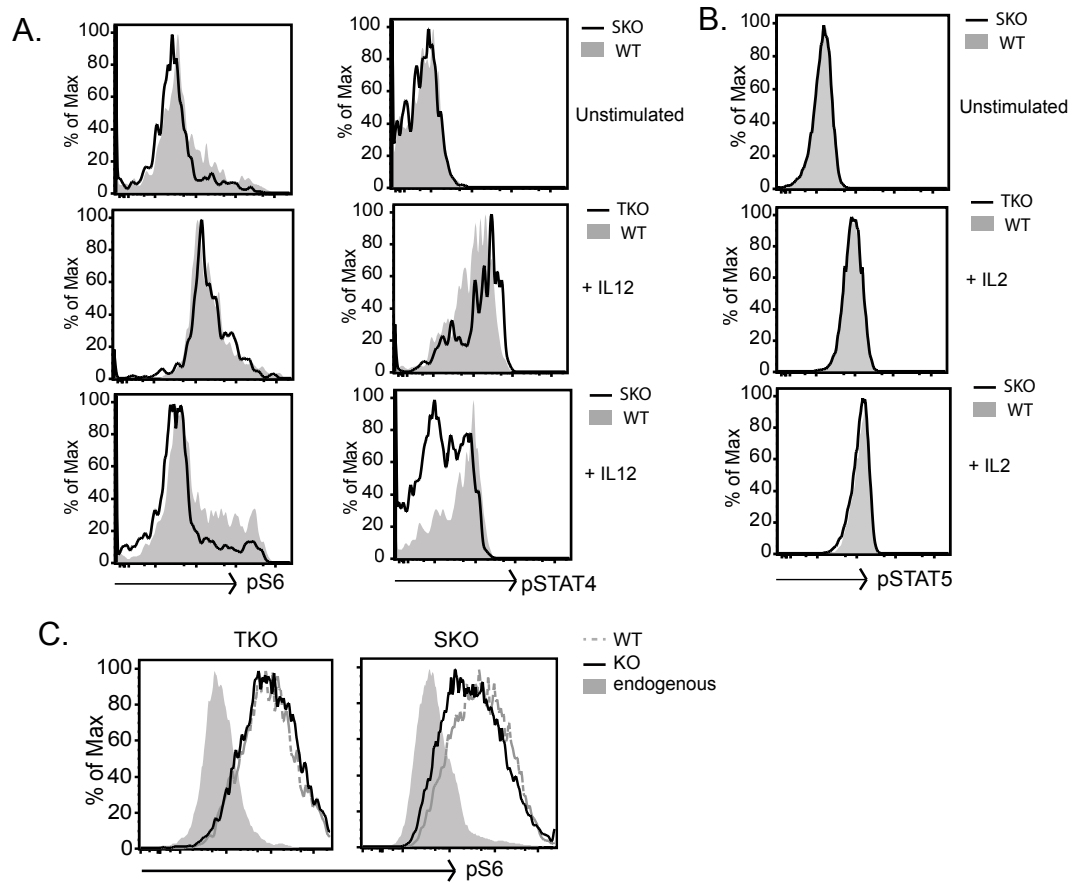 A.
% of Max
100
80
60
40
20
0
% of Max
100
80
60
40
20
0
SKO
WT
Unstimulated
% of Max
100
80
60
40
20
0
% of Max
100
80
60
40
20
0
TKO
WT
+ IL12
% of Max
100
80
60
40
20
0
pS6
% of Max
100
80
60
40
20
0
pSTAT4
SKO
WT
+ IL12
B.
% of Max
100
80
60
40
20
0
SKO
WT
Unstimulated
% of Max
100
80
60
40
20
0
TKO
WT
+ IL2
% of Max
100
80
60
40
20
0
pSTAT5
SKO
WT
+ IL2
C.
TKO
SKO
% of Max
100
80
60
40
20
0
WT
KO
endogenous
pS6